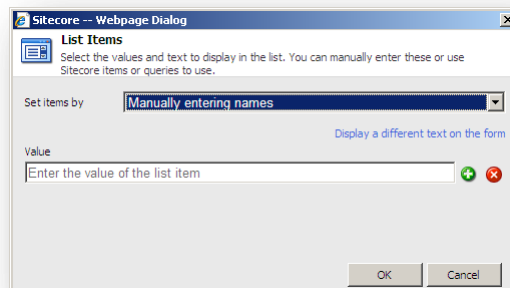 Sitecore -- Webpage Dialog
List Items
Select the values and text to display in the list. You can manually enter these or use
Sitecore items or queries to use.
Set items by Manually entering names
Display a different text on the form
Value
Enter the value of the list item
OK Cancel